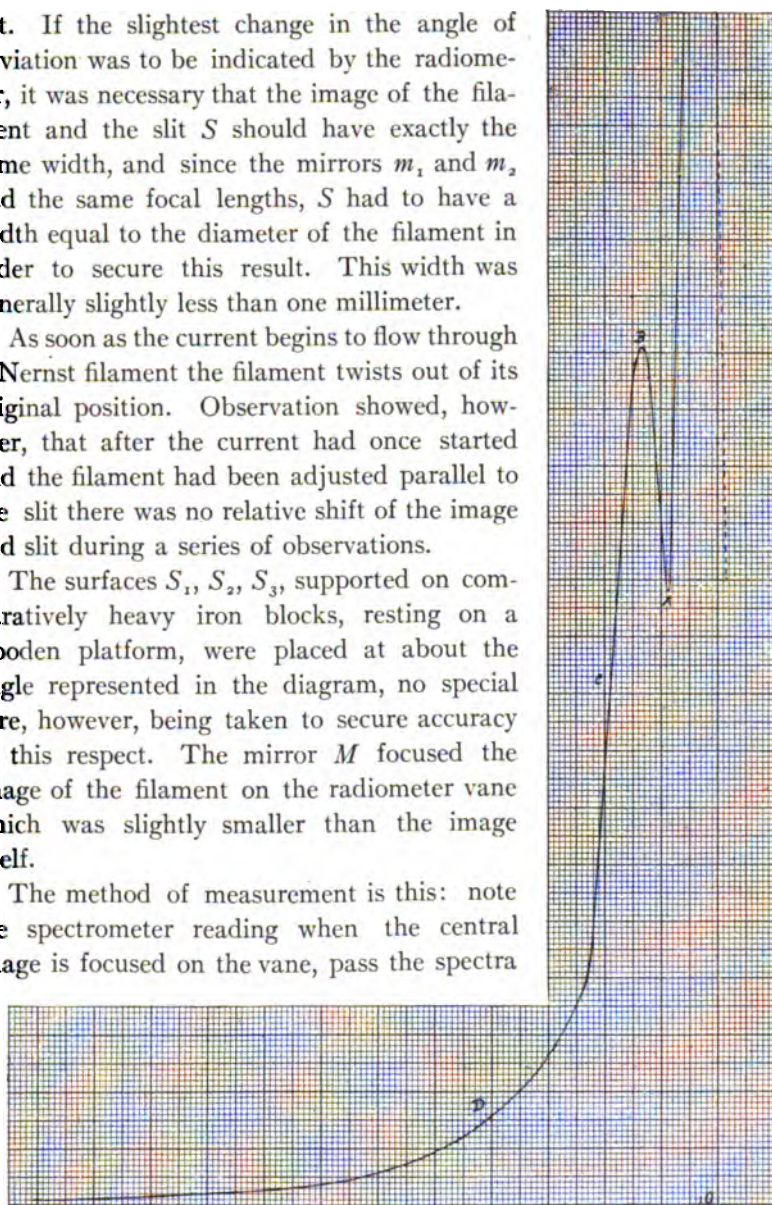 t. If the slightest change in the angle of
viation was to be indicated by the radiome-
r, it was necessary that the image of the fila-
ent and the slit S should have exactly the
me width, and since the mirrors m₁ and m₂
d the same focal lengths, S had to have a
dth equal to the diameter of the filament in
der to secure this result. This width was
nerally slightly less than one millimeter.
As soon as the current begins to flow through
Nernst filament the filament twists out of its
iginal position. Observation showed, how-
er, that after the current had once started
d the filament had been adjusted parallel to
e slit there was no relative shift of the image
d slit during a series of observations.
The surfaces S₁, S₂, S₃, supported on com-
ratively heavy iron blocks, resting on a
ooden platform, were placed at about the
gle represented in the diagram, no special
re, however, being taken to secure accuracy
this respect. The mirror M focused the
age of the filament on the radiometer vane
hich was slightly smaller than the image
elf.
The method of measurement is this: note
e spectrometer reading when the central
age is focused on the vane, pass the spectra
B
A
C
D
0